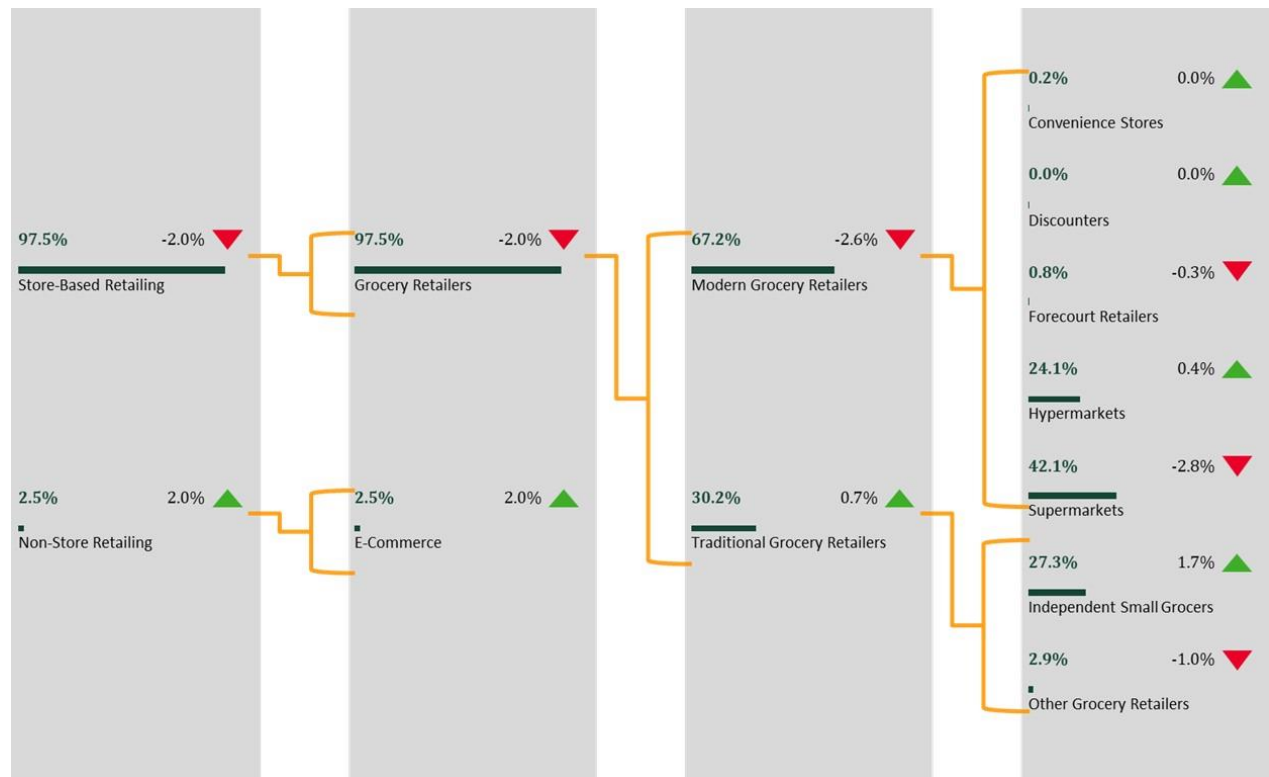 97.5% -2.0%
Store-Based Retailing
2.5% 2.0%
Non-Store Retailing
97.5% -2.0%
Grocery Retailers
2.5% 2.0%
E-Commerce
67.2% -2.6%
Modern Grocery Retailers
30.2% 0.7%
Traditional Grocery Retailers
0.2% 0.0%
Convenience Stores
0.0% 0.0%
Discounters
0.8% -0.3%
Forecourt Retailers
24.1% 0.4%
Hypermarkets
42.1% -2.8%
Supermarkets
27.3% 1.7%
Independent Small Grocers
2.9% -1.0%
Other Grocery Retailers